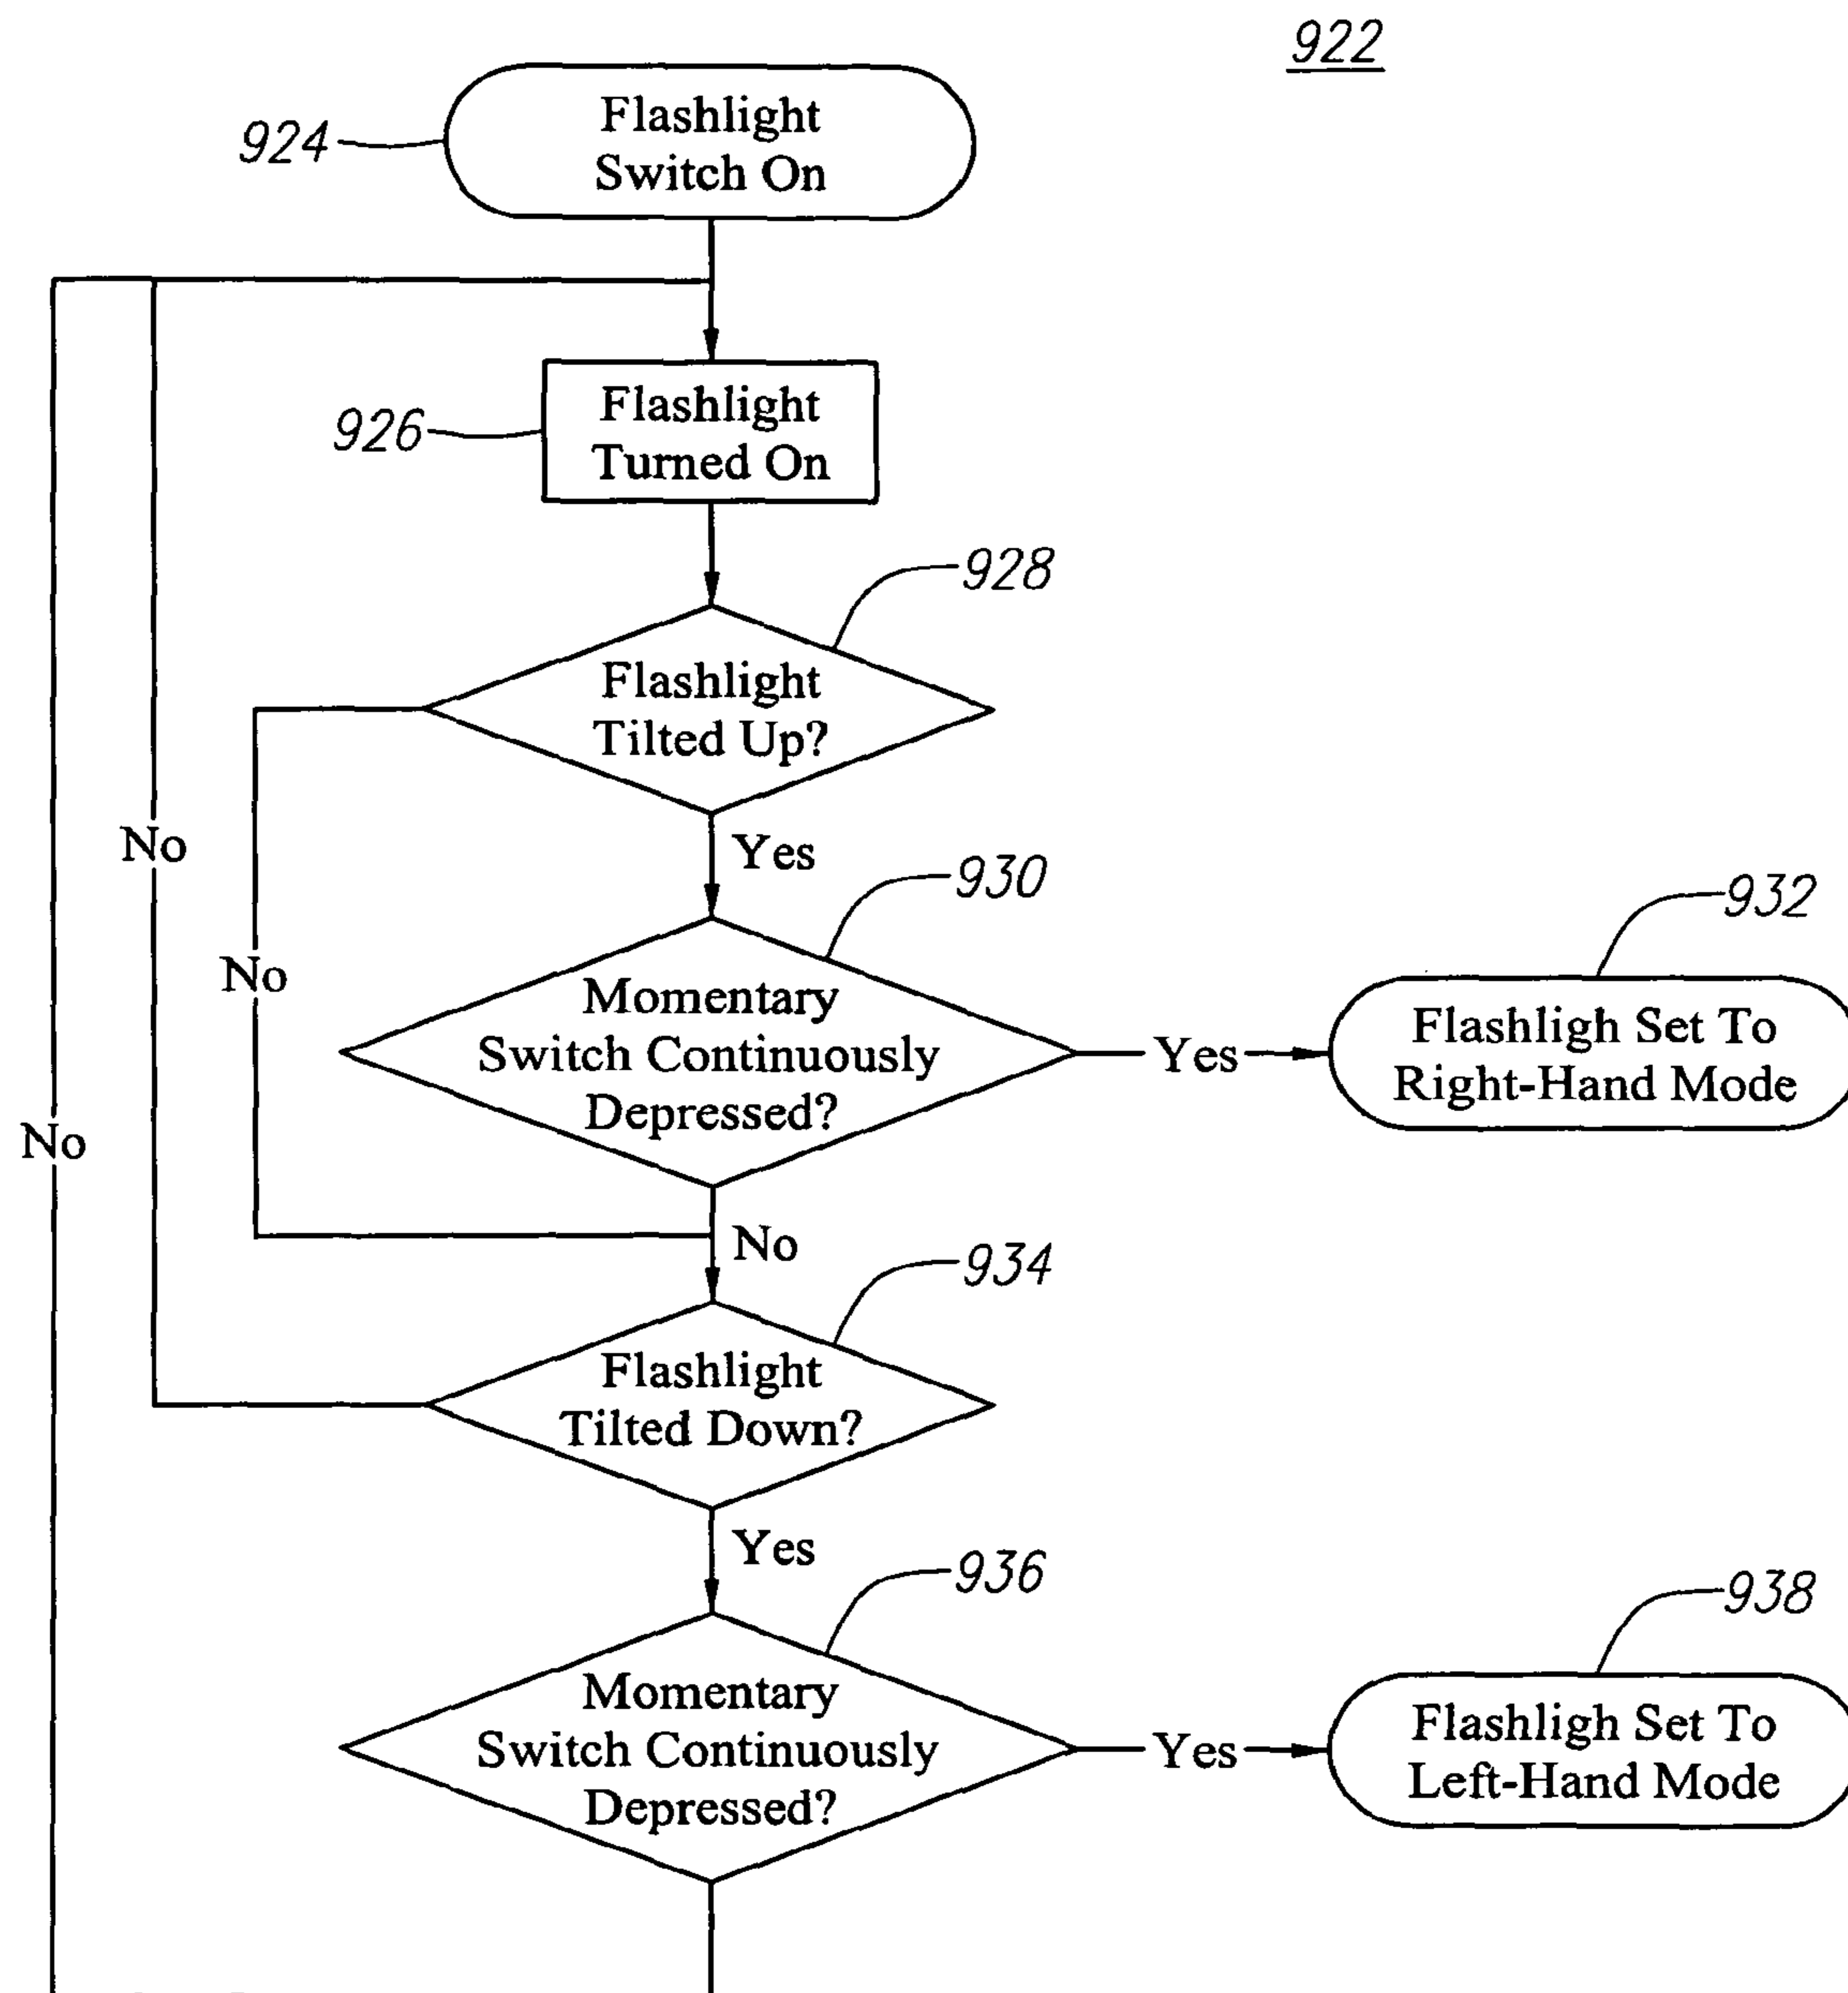 922
924
Flashlight
Switch On
926
Flashlight
Turned On
928
Flashlight
Tilted Up?
No
Yes
930
932
No
Momentary
Switch Continuously
Depressed?
Yes
Flashligh Set To
Right-Hand Mode
No
No
934
Flashlight
Tilted Down?
Yes
936
938
Momentary
Switch Continuously
Depressed?
Yes
Flashligh Set To
Left-Hand Mode